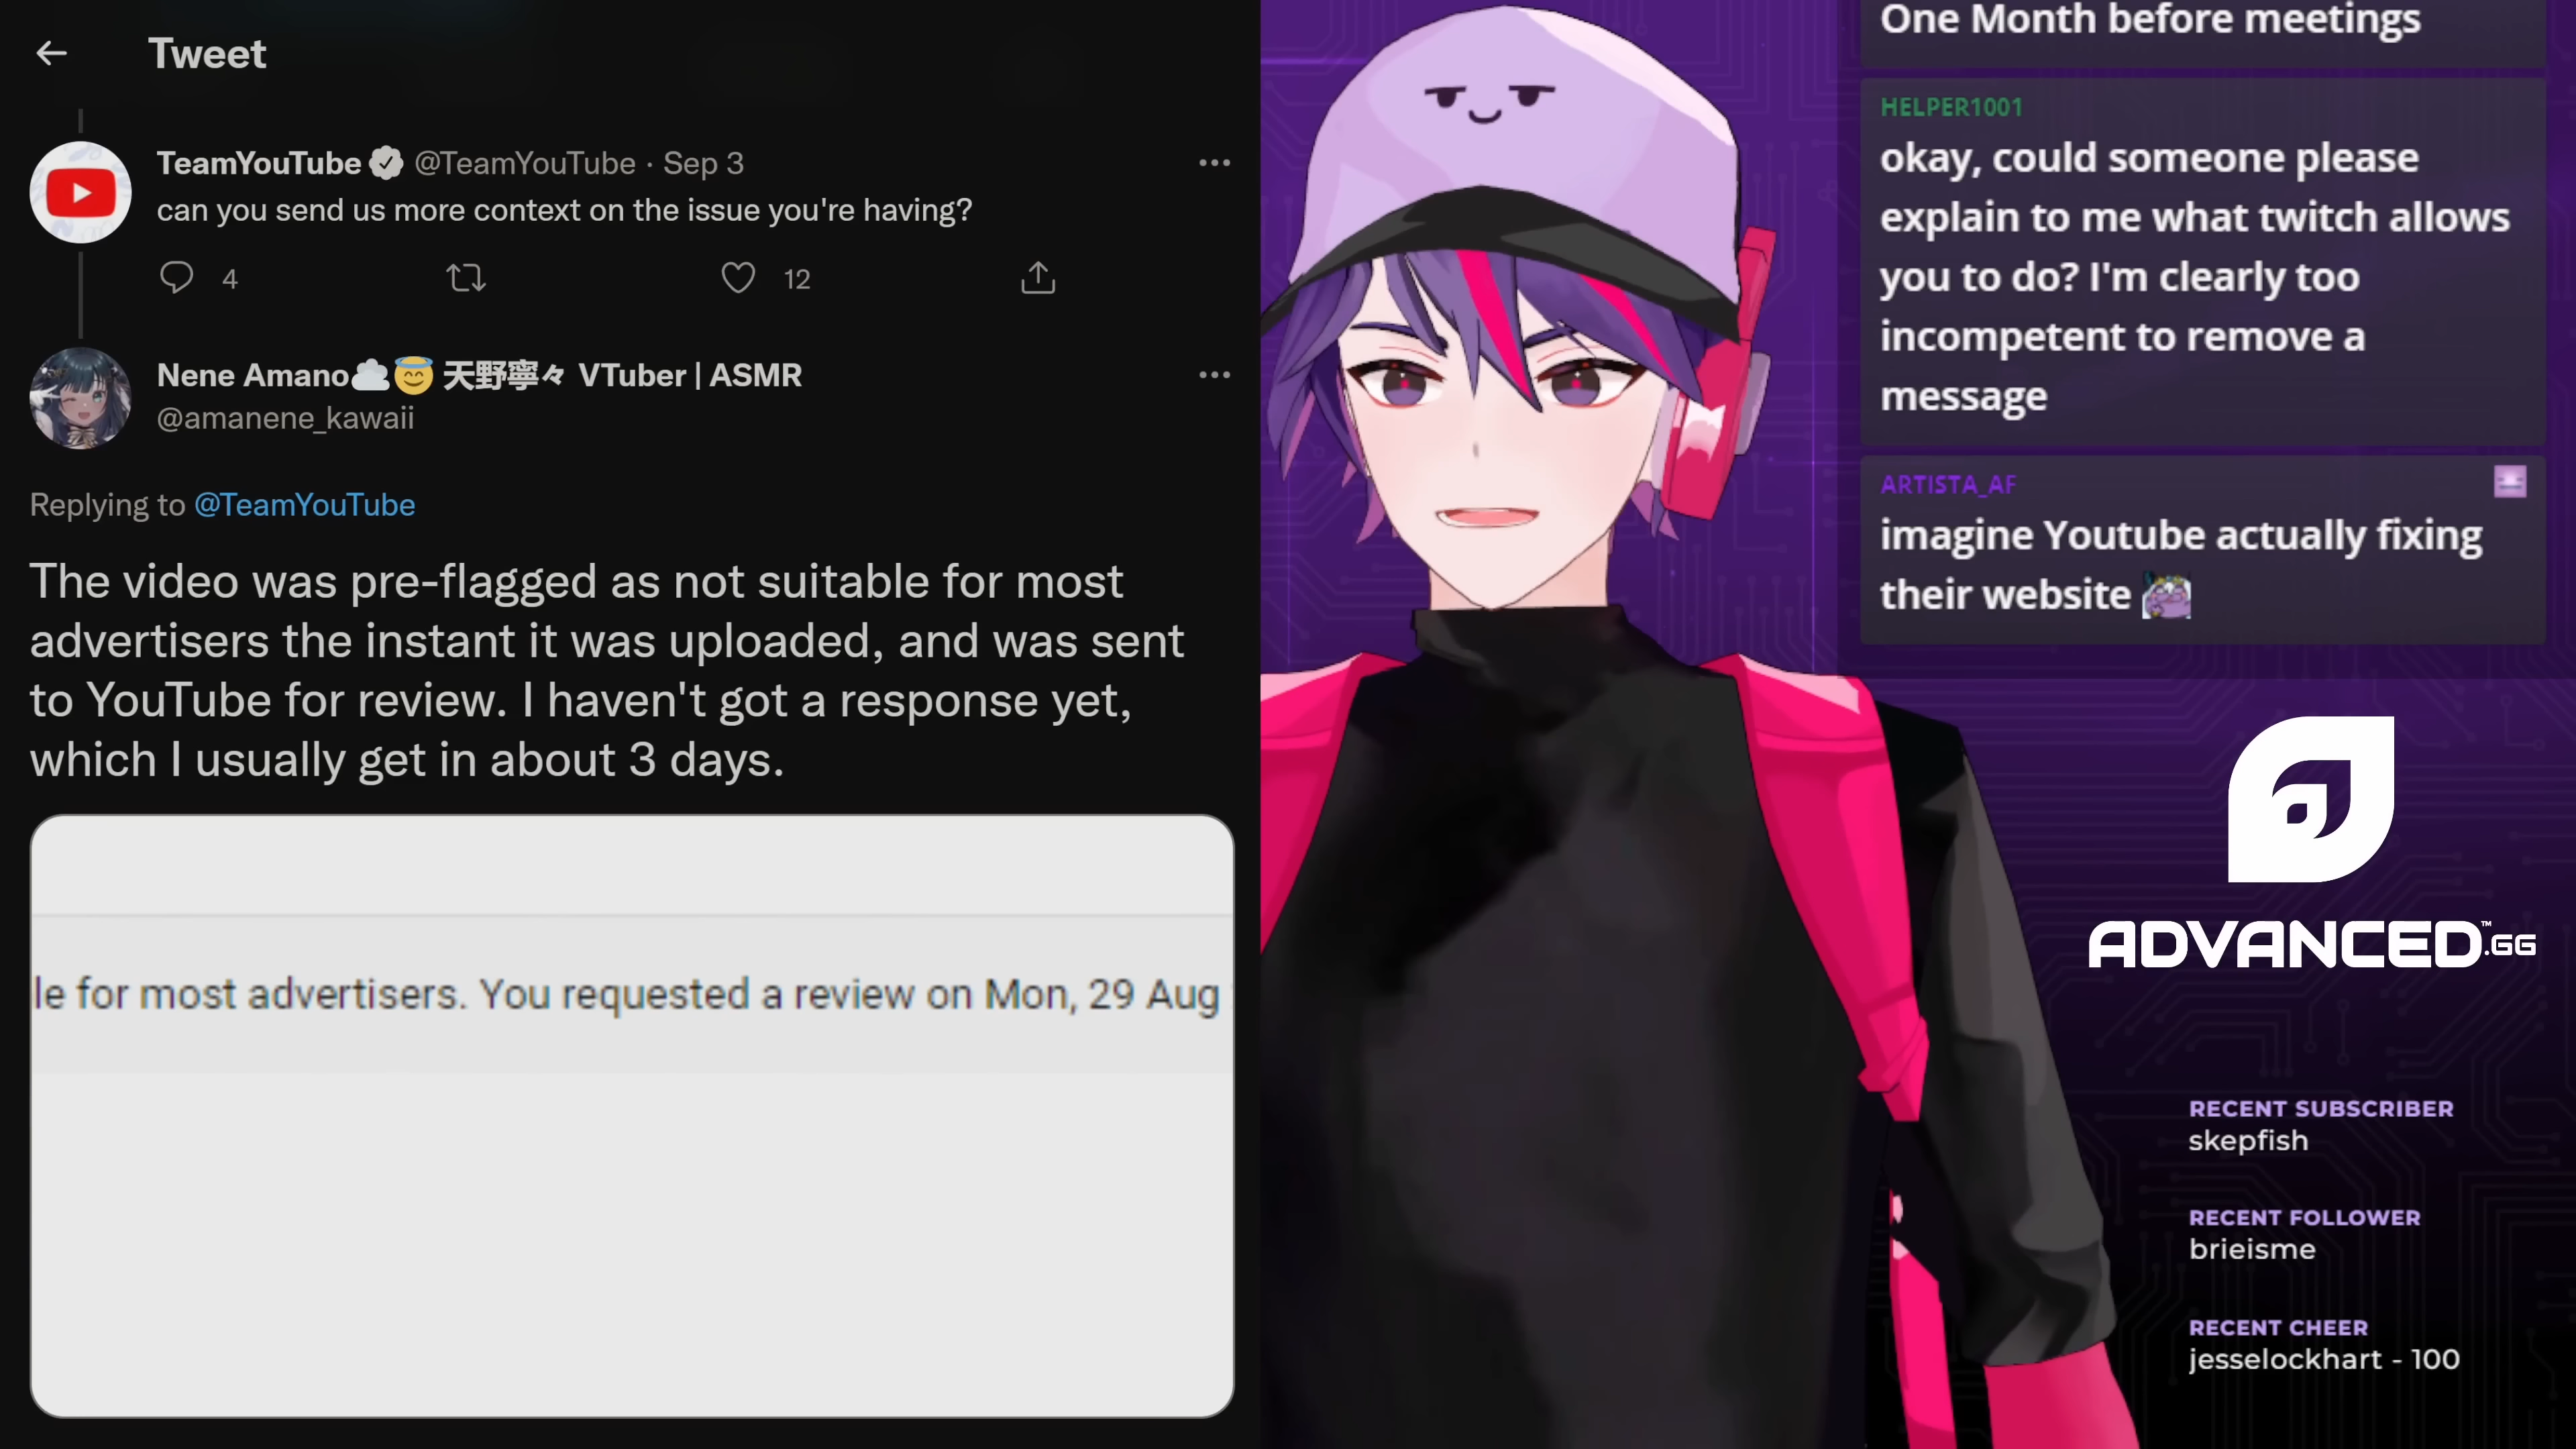 Tweet
TeamYouTube @TeamYouTube · Sep 3
can you send us more context on the issue you're having?
4
12
Nene Amano☁️😇 天野寧々 VTuber | ASMR
@amanene_kawaii
Replying to @TeamYouTube
The video was pre-flagged as not suitable for most
advertisers the instant it was uploaded, and was sent
to YouTube for review. I haven't got a response yet,
which I usually get in about 3 days.
le for most advertisers. You requested a review on Mon, 29 Aug
One Month before meetings
HELPER1001
okay, could someone please
explain to me what twitch allows
you to do? I'm clearly too
incompetent to remove a
message
ARTISTA_AF
imagine Youtube actually fixing
their website
ADVANCED.GG™
RECENT SUBSCRIBER
skepfish
RECENT FOLLOWER
brieisme
RECENT CHEER
jesselockhart - 100